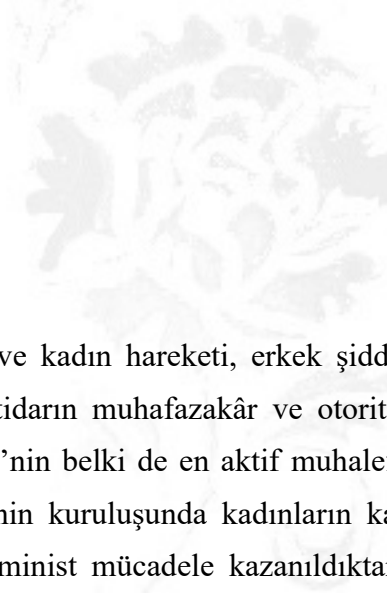 ve kadın hareketi, erkek şidd
tidarın muhafazakâr ve otorit
’nin belki de en aktif muhale
nin kuruluşunda kadınların ka
minist mücadele kazanıldıkta